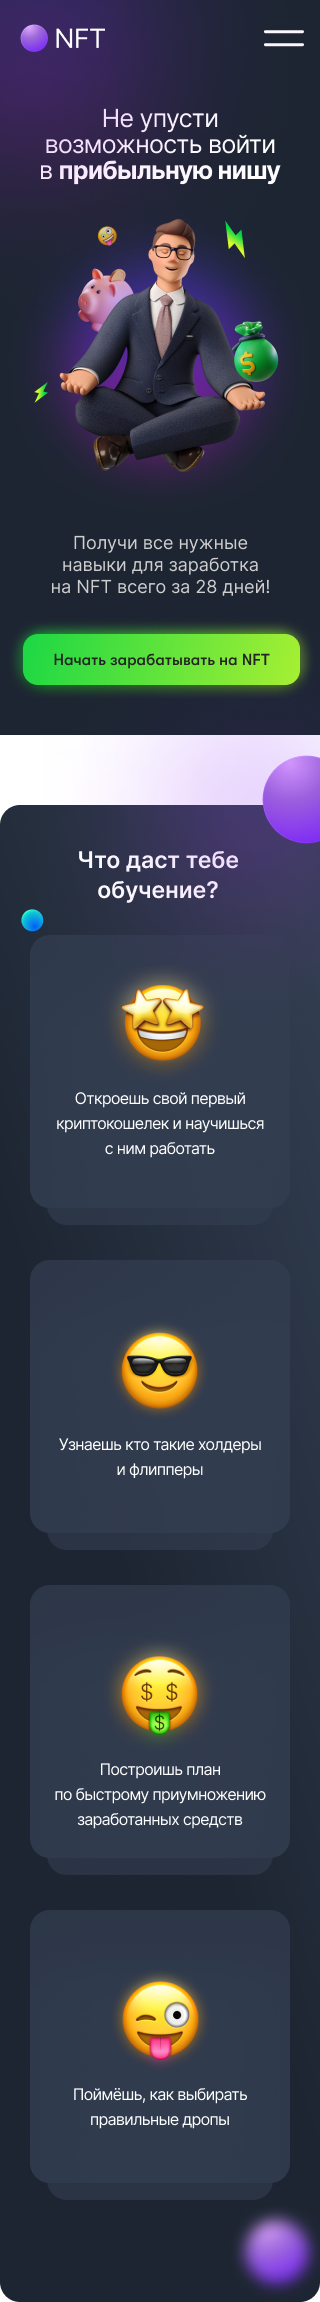 NFT
Не упусти
возможность войти
в прибыльную нишу
Получи все нужные
навыки для заработка
на NFT всего за 28 дней!
Начать зарабатывать на NFT
Что даст тебе
обучение?
Откроешь свой первый
криптокошелек и научишься
с ним работать
Узнаешь кто такие холдеры
и флипперы
Построишь план
по быстрому приумножению
заработанных средств
Поймёшь, как выбирать
правильные дропы